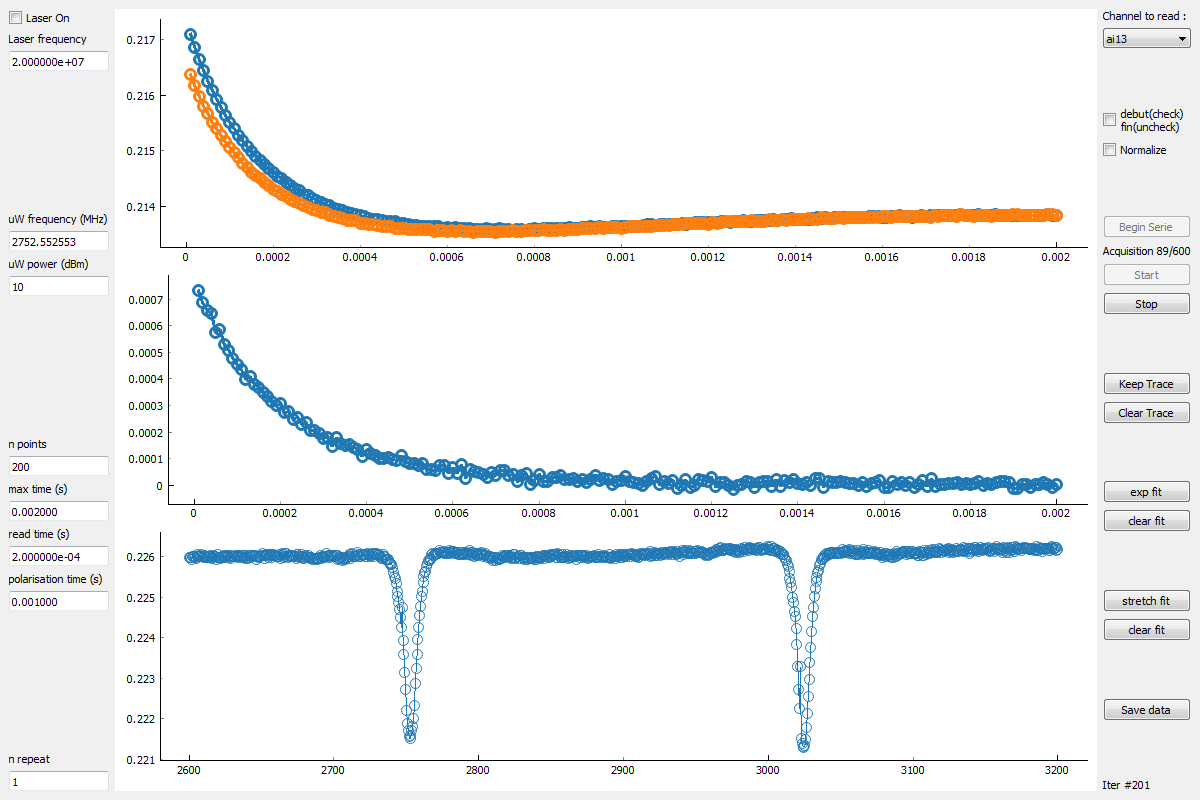 Laser On
Laser frequency
2.000000e+07
uW frequency (MHz)
2752.552553
uW power (dBm)
10
n points
200
max time (s)
0.002000
read time (s)
2.000000e-04
polarisation time (s)
0.001000
n repeat
1
0.217
0.216
0.215
0.214
0 0.0002 0.0004 0.0006 0.0008 0.001 0.0012 0.0014 0.0016 0.0018 0.002
0.0007
0.0006
0.0005
0.0004
0.0003
0.0002
0.0001
0
0 0.0002 0.0004 0.0006 0.0008 0.001 0.0012 0.0014 0.0016 0.0018 0.002
0.226
0.225
0.224
0.223
0.222
0.221
2600 2700 2800 2900 3000 3100 3200
Channel to read :
ai13
debut(check)
fin(uncheck)
Normalize
Begin Serie
Acquisition 89/600
Start
Stop
Keep Trace
Clear Trace
exp fit
clear fit
stretch fit
clear fit
Save data
Iter #201